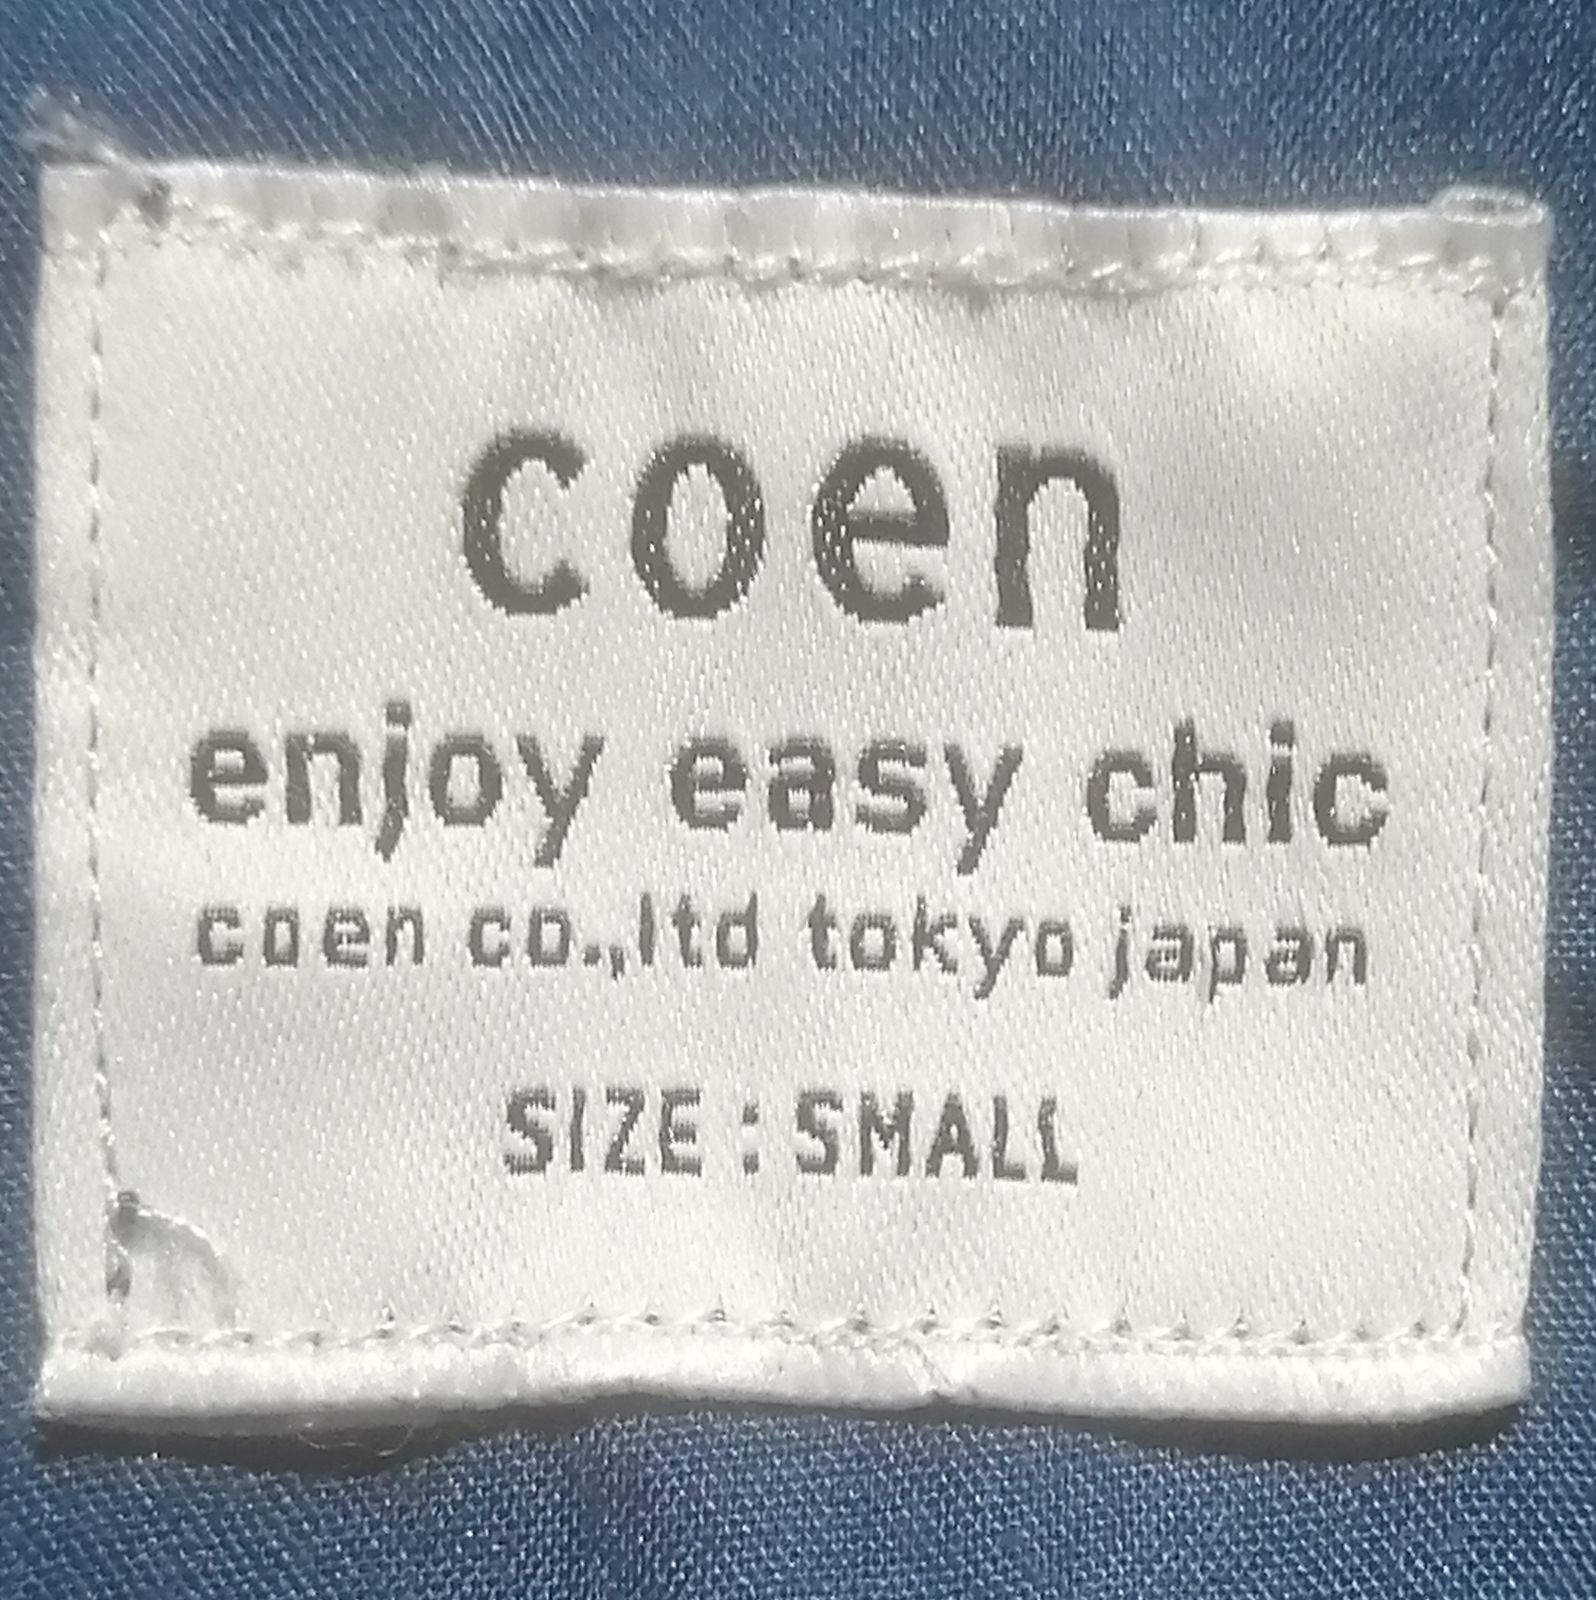 coen
enjoy easy chic
coen co.,ltd tokyo japan
SIZE : SMALL